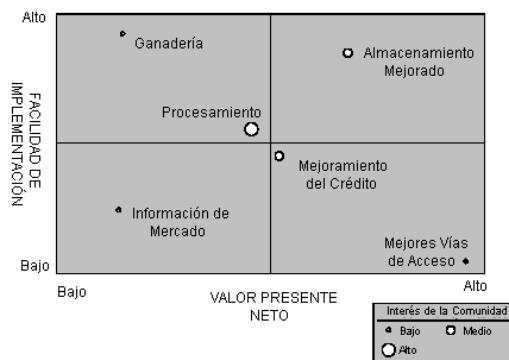 Alto
Ganadería
Almacenamiento
Mejorado
FACILIDAD DE
IMPLEMENTACIÓN
Procesamiento
Mejoramiento
del Crédito
Información de
Mercado
Mejores Vías
de Acceso
Bajo
Bajo
VALOR PRESENTE
NETO
Alto
Interés de la Comunidad
Bajo
Medio
Alto